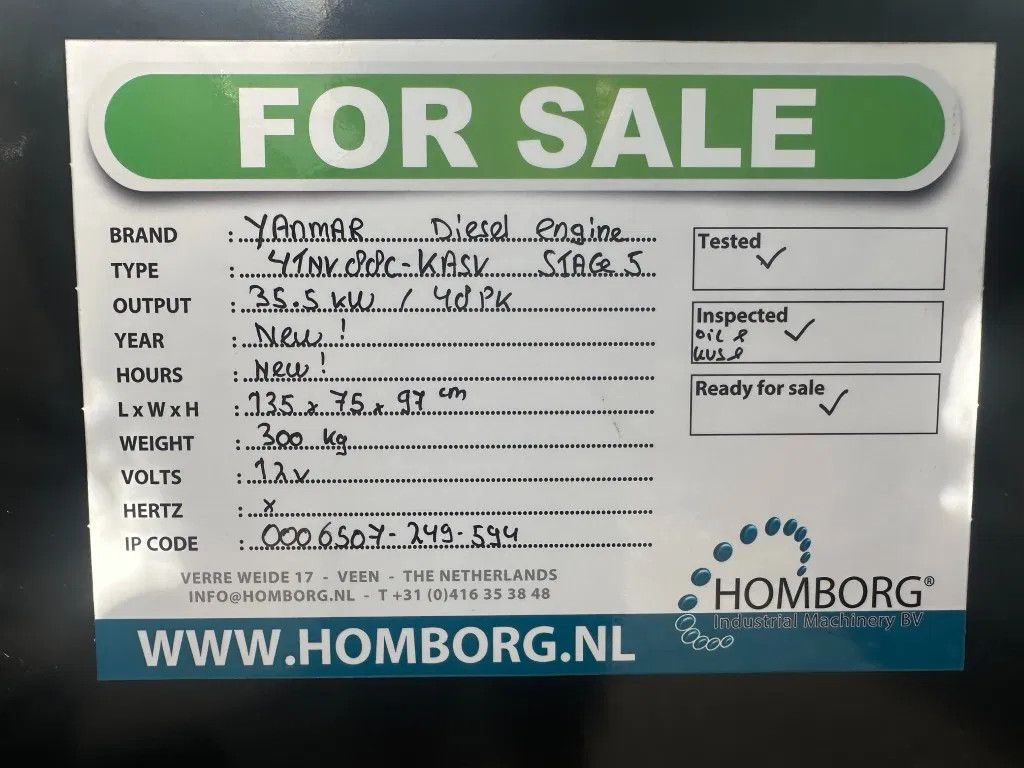 FOR SALE
BRAND : YANMAR Diesel engine
TYPE : 4TNV88C-KASV STAGE 5
OUTPUT : 35.5 kW / 48 PK
YEAR : New!
HOURS : New!
L x W x H : 135 x 75 x 97 cm
WEIGHT : 300 kg
VOLTS : 12v
HERTZ : x
IP CODE : 0006507-249-594
Tested ✓
Inspected ✓
OIL &
Ready for sale ✓
VERRE WEIDE 17 - VEEN - THE NETHERLANDS
INFO@HOMBORG.NL - T +31 (0)416 35 38 48
HOMBORG®
Industrial Machinery BV
WWW.HOMBORG.NL